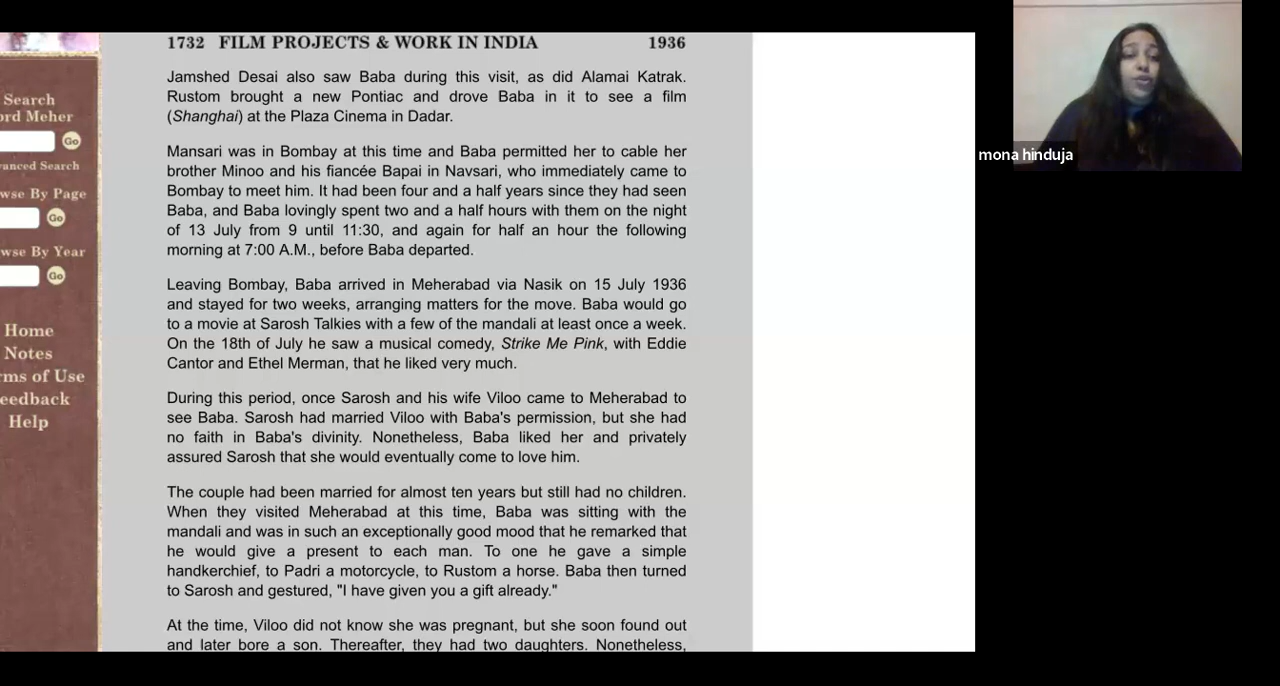 1732 FILM PROJECTS & WORK IN INDIA 1936
Search
Go
Go
Go
Home
Notes
Help
Jamshed Desai also saw Baba during this visit, as did Alamai Katrak.
Rustom brought a new Pontiac and drove Baba in it to see a film
(Shanghai) at the Plaza Cinema in Dadar.
Mansari was in Bombay at this time and Baba permitted her to cable her
brother Minoo and his fiancée Bapai in Navsari, who immediately came to
Bombay to meet him. It had been four and a half years since they had seen
Baba, and Baba lovingly spent two and a half hours with them on the night
of 13 July from 9 until 11:30, and again for half an hour the following
morning at 7:00 A.M., before Baba departed.
Leaving Bombay, Baba arrived in Meherabad via Nasik on 15 July 1936
and stayed for two weeks, arranging matters for the move. Baba would go
to a movie at Sarosh Talkies with a few of the mandali at least once a week.
On the 18th of July he saw a musical comedy, Strike Me Pink, with Eddie
Cantor and Ethel Merman, that he liked very much.
During this period, once Sarosh and his wife Viloo came to Meherabad to
see Baba. Sarosh had married Viloo with Baba's permission, but she had
no faith in Baba's divinity. Nonetheless, Baba liked her and privately
assured Sarosh that she would eventually come to love him.
The couple had been married for almost ten years but still had no children.
When they visited Meherabad at this time, Baba was sitting with the
mandali and was in such an exceptionally good mood that he remarked that
he would give a present to each man. To one he gave a simple
handkerchief, to Padri a motorcycle, to Rustom a horse. Baba then turned
to Sarosh and gestured, "I have given you a gift already."
At the time, Viloo did not know she was pregnant, but she soon found out
and later bore a son. Thereafter, they had two daughters. Nonetheless,
mona hinduja